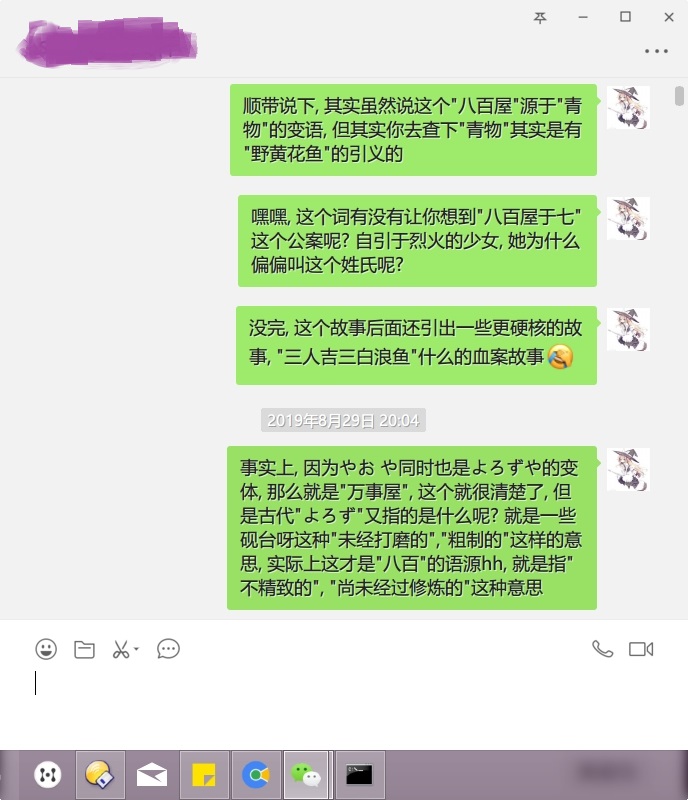 顺带说下, 其实虽然说这个"八百屋"源于"青
物"的变语, 但其实你去查下"青物"其实是有
"野黄花鱼"的引义的
嘿嘿, 这个词有没有让你想到"八百屋于七"
这个公案呢? 自引于烈火的少女, 她为什么
偏偏叫这个姓氏呢?
没完, 这个故事后面还引出一些更硬核的故
事, "三人吉三白浪鱼"什么的血案故事
2019年8月29日 20:04
事实上, 因为やお や同时也是よろずや的变
体, 那么就是"万事屋", 这个就很清楚了, 但
是古代"よろず"又指的是什么呢? 就是一些
砚台呀这种"未经打磨的","粗制的"这样的意
思, 实际上这才是"八百"的语源hh, 就是指"
不精致的", "尚未经过修炼的"这种意思